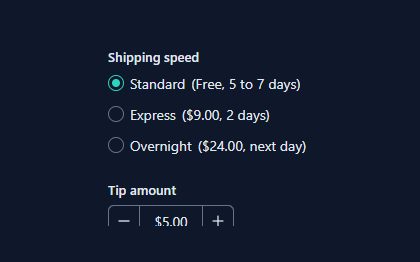 Shipping speed
Standard (Free, 5 to 7 days)
Express ($9.00, 2 days)
Overnight ($24.00, next day)
Tip amount
− $5.00 +